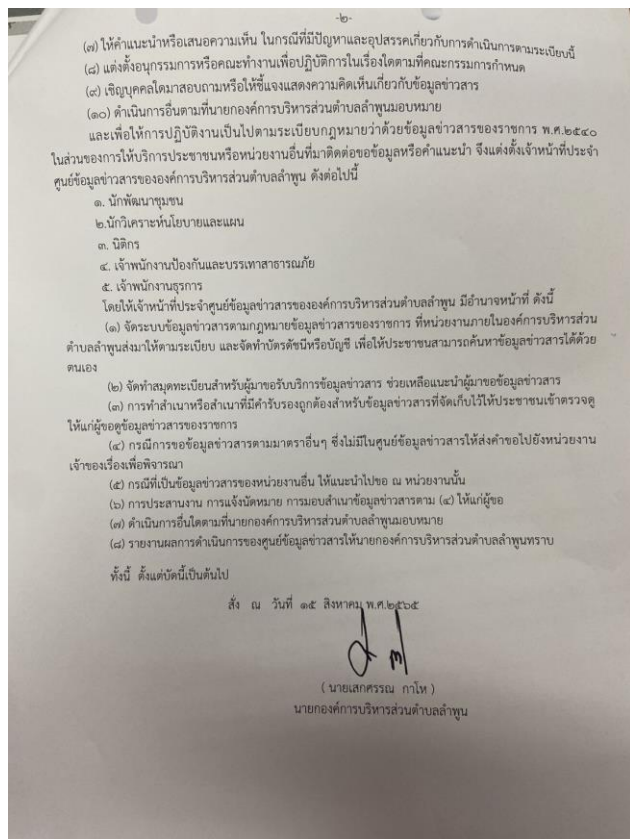 -๒-
(๗) ให้คำแนะนำหรือเสนอความเห็น ในกรณีที่มีปัญหาและอุปสรรคเกี่ยวกับการดำเนินการตามระเบียบนี้
(๘) แต่งตั้งอนุกรรมการหรือคณะทำงานเพื่อปฏิบัติการในเรื่องใดตามที่คณะกรรมการกำหนด
(๙) เชิญบุคคลใดมาสอบถามหรือให้ชี้แจงแสดงความคิดเห็นเกี่ยวกับข้อมูลข่าวสาร
(๑๐) ดำเนินการอื่นตามที่นายกองค์การบริหารส่วนตำบลลำพูนมอบหมาย
และเพื่อให้การปฏิบัติงานเป็นไปตามระเบียบกฎหมายว่าด้วยข้อมูลข่าวสารของราชการ พ.ศ.๒๕๔๐
ในส่วนของการให้บริการประชาชนหรือหน่วยงานอื่นที่มาติดต่อขอข้อมูลหรือคำแนะนำ จึงแต่งตั้งเจ้าหน้าที่ประจำ
ศูนย์ข้อมูลข่าวสารขององค์การบริหารส่วนตำบลลำพูน ดังต่อไปนี้
๑. นักพัฒนาชุมชน
๒.นักวิเคราะห์นโยบายและแผน
๓. นิติกร
๔. เจ้าพนักงานป้องกันและบรรเทาสาธารณภัย
๕. เจ้าพนักงานธุรการ
โดยให้เจ้าหน้าที่ประจำศูนย์ข้อมูลข่าวสารขององค์การบริหารส่วนตำบลลำพูน มีอำนาจหน้าที่ ดังนี้
(๑) จัดระบบข้อมูลข่าวสารตามกฎหมายข้อมูลข่าวสารของราชการ ที่หน่วยงานภายในองค์การบริหารส่วน
ตำบลลำพูนส่งมาให้ตามระเบียบ และจัดทำบัตรดัชนีหรือบัญชี เพื่อให้ประชาชนสามารถค้นหาข้อมูลข่าวสารได้ด้วย
ตนเอง
(๒) จัดทำสมุดทะเบียนสำหรับผู้มาขอรับบริการข้อมูลข่าวสาร ช่วยเหลือแนะนำผู้มาขอข้อมูลข่าวสาร
(๓) การทำสำเนาหรือสำเนาที่มีคำรับรองถูกต้องสำหรับข้อมูลข่าวสารที่จัดเก็บไว้ให้ประชาชนเข้าตรวจดู
ให้แก่ผู้ขอดูข้อมูลข่าวสารของราชการ
(๔) กรณีการขอข้อมูลข่าวสารตามมาตราอื่นๆ ซึ่งไม่มีในศูนย์ข้อมูลข่าวสารให้ส่งคำขอไปยังหน่วยงาน
เจ้าของเรื่องเพื่อพิจารณา
(๕) กรณีที่เป็นข้อมูลข่าวสารของหน่วยงานอื่น ให้แนะนำไปขอ ณ หน่วยงานนั้น
(๖) การประสานงาน การแจ้งนัดหมาย การมอบสำเนาข้อมูลข่าวสารตาม (๔) ให้แก่ผู้ขอ
(๗) ดำเนินการอื่นใดตามที่นายกองค์การบริหารส่วนตำบลลำพูนมอบหมาย
(๘) รายงานผลการดำเนินการของศูนย์ข้อมูลข่าวสารให้นายกองค์การบริหารส่วนตำบลลำพูนทราบ
ทั้งนี้ ตั้งแต่บัดนี้เป็นต้นไป
สั่ง ณ วันที่ ๑๕ สิงหาคม พ.ศ.๒๕๖๕
( นายเสกศรรณ กาโห )
นายกองค์การบริหารส่วนตำบลลำพูน